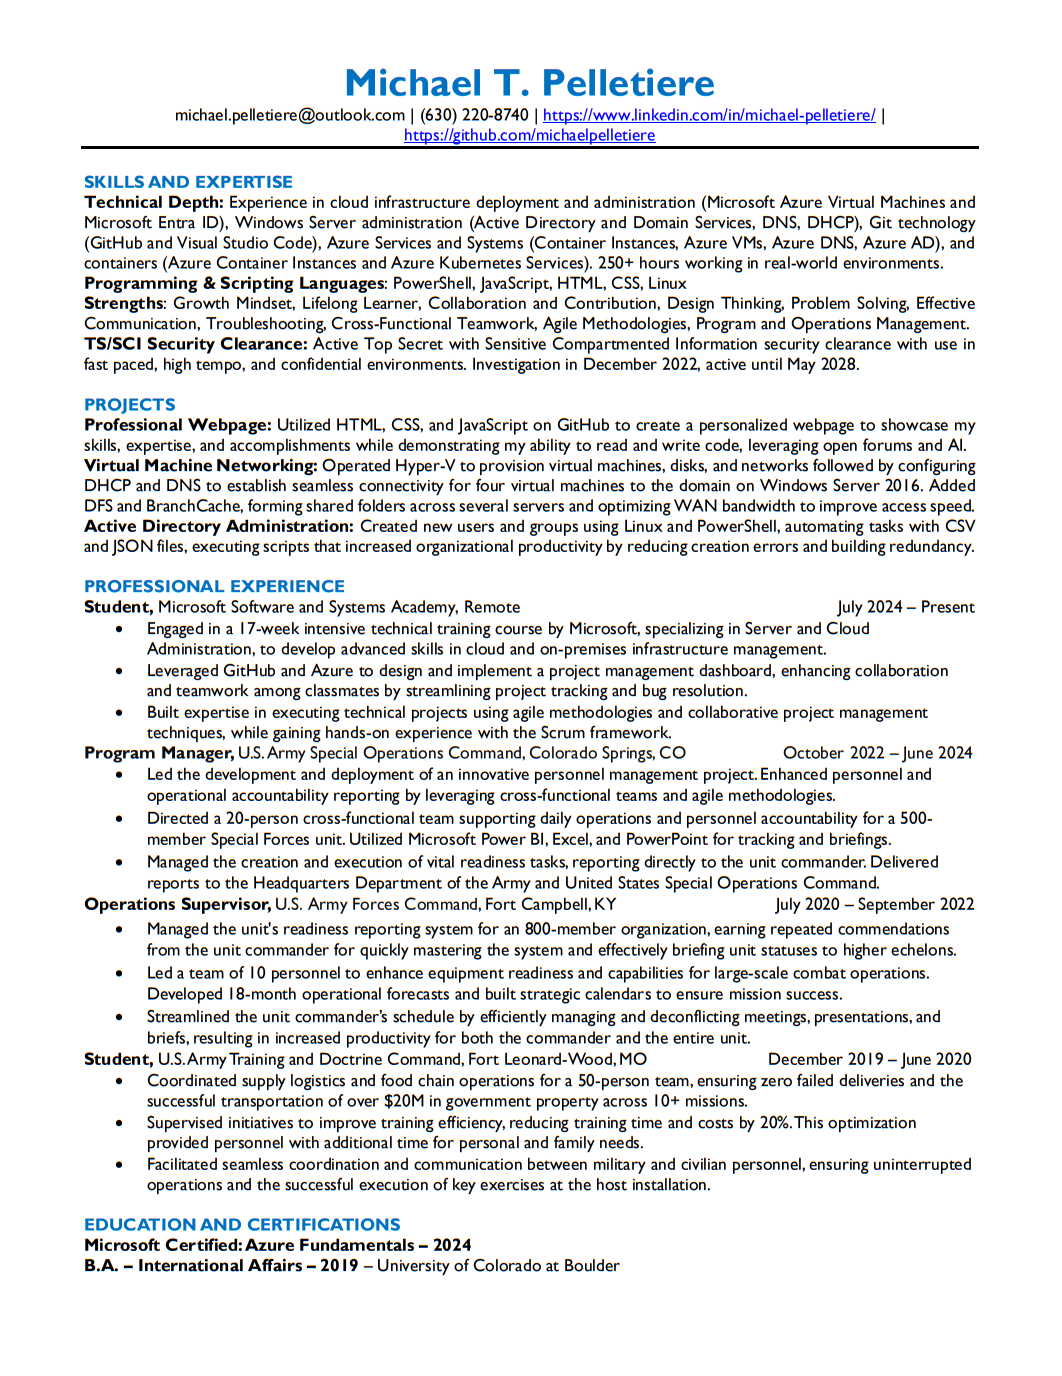 Michael T. Pelletiere
michael.pelletiere@outlook.com | (630) 220-8740 | https://www.linkedin.com/in/michael-pelletiere/ |
https://github.com/michaelpelletiere
SKILLS AND EXPERTISE
Technical Depth: Experience in cloud infrastructure deployment and administration (Microsoft Azure Virtual Machines and
Microsoft Entra ID), Windows Server administration (Active Directory and Domain Services, DNS, DHCP), Git technology
(GitHub and Visual Studio Code), Azure Services and Systems (Container Instances, Azure VMs, Azure DNS, Azure AD), and
containers (Azure Container Instances and Azure Kubernetes Services). 250+ hours working in real-world environments.
Programming & Scripting Languages: PowerShell, JavaScript, HTML, CSS, Linux
Strengths: Growth Mindset, Lifelong Learner, Collaboration and Contribution, Design Thinking, Problem Solving, Effective
Communication, Troubleshooting, Cross-Functional Teamwork, Agile Methodologies, Program and Operations Management.
TS/SCI Security Clearance: Active Top Secret with Sensitive Compartmented Information security clearance with use in
fast paced, high tempo, and confidential environments. Investigation in December 2022, active until May 2028.
PROJECTS
Professional Webpage: Utilized HTML, CSS, and JavaScript on GitHub to create a personalized webpage to showcase my
skills, expertise, and accomplishments while demonstrating my ability to read and write code, leveraging open forums and AI.
Virtual Machine Networking: Operated Hyper-V to provision virtual machines, disks, and networks followed by configuring
DHCP and DNS to establish seamless connectivity for four virtual machines to the domain on Windows Server 2016. Added
DFS and BranchCache, forming shared folders across several servers and optimizing WAN bandwidth to improve access speed.
Active Directory Administration: Created new users and groups using Linux and PowerShell, automating tasks with CSV
and JSON files, executing scripts that increased organizational productivity by reducing creation errors and building redundancy.
PROFESSIONAL EXPERIENCE
Student, Microsoft Software and Systems Academy, Remote July 2024 – Present
• Engaged in a 17-week intensive technical training course by Microsoft, specializing in Server and Cloud
Administration, to develop advanced skills in cloud and on-premises infrastructure management.
• Leveraged GitHub and Azure to design and implement a project management dashboard, enhancing collaboration
and teamwork among classmates by streamlining project tracking and bug resolution.
• Built expertise in executing technical projects using agile methodologies and collaborative project management
techniques, while gaining hands-on experience with the Scrum framework.
Program Manager, U.S. Army Special Operations Command, Colorado Springs, CO October 2022 – June 2024
• Led the development and deployment of an innovative personnel management project. Enhanced personnel and
operational accountability reporting by leveraging cross-functional teams and agile methodologies.
• Directed a 20-person cross-functional team supporting daily operations and personnel accountability for a 500-
member Special Forces unit. Utilized Microsoft Power BI, Excel, and PowerPoint for tracking and briefings.
• Managed the creation and execution of vital readiness tasks, reporting directly to the unit commander. Delivered
reports to the Headquarters Department of the Army and United States Special Operations Command.
Operations Supervisor, U.S. Army Forces Command, Fort Campbell, KY July 2020 – September 2022
• Managed the unit's readiness reporting system for an 800-member organization, earning repeated commendations
from the unit commander for quickly mastering the system and effectively briefing unit statuses to higher echelons.
• Led a team of 10 personnel to enhance equipment readiness and capabilities for large-scale combat operations.
Developed 18-month operational forecasts and built strategic calendars to ensure mission success.
• Streamlined the unit commander’s schedule by efficiently managing and deconflicting meetings, presentations, and
briefs, resulting in increased productivity for both the commander and the entire unit.
Student, U.S. Army Training and Doctrine Command, Fort Leonard-Wood, MO December 2019 – June 2020
• Coordinated supply logistics and food chain operations for a 50-person team, ensuring zero failed deliveries and the
successful transportation of over $20M in government property across 10+ missions.
• Supervised initiatives to improve training efficiency, reducing training time and costs by 20%. This optimization
provided personnel with additional time for personal and family needs.
• Facilitated seamless coordination and communication between military and civilian personnel, ensuring uninterrupted
operations and the successful execution of key exercises at the host installation.
EDUCATION AND CERTIFICATIONS
Microsoft Certified: Azure Fundamentals – 2024
B.A. – International Affairs – 2019 – University of Colorado at Boulder